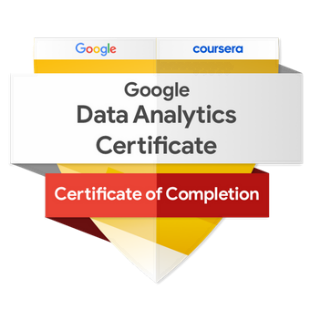 Google coursera
Google
Data Analytics
Certificate
Certificate of Completion